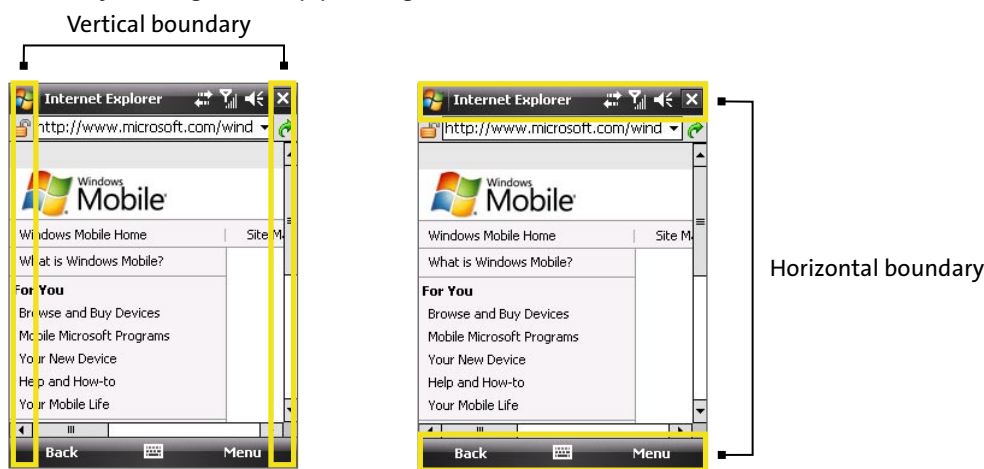 Vertical boundary
Internet Explorer
http://www.microsoft.com/wind
Windows
Mobile
Windows Mobile Home | Site M
What is Windows Mobile?
For You
Browse and Buy Devices
Mobile Microsoft Programs
Your New Device
Help and How-to
Your Mobile Life
Back Menu
Internet Explorer
http://www.microsoft.com/wind
Windows
Mobile
Windows Mobile Home | Site M
What is Windows Mobile?
For You
Browse and Buy Devices
Mobile Microsoft Programs
Your New Device
Help and How-to
Your Mobile Life
Back Menu
Horizontal boundary